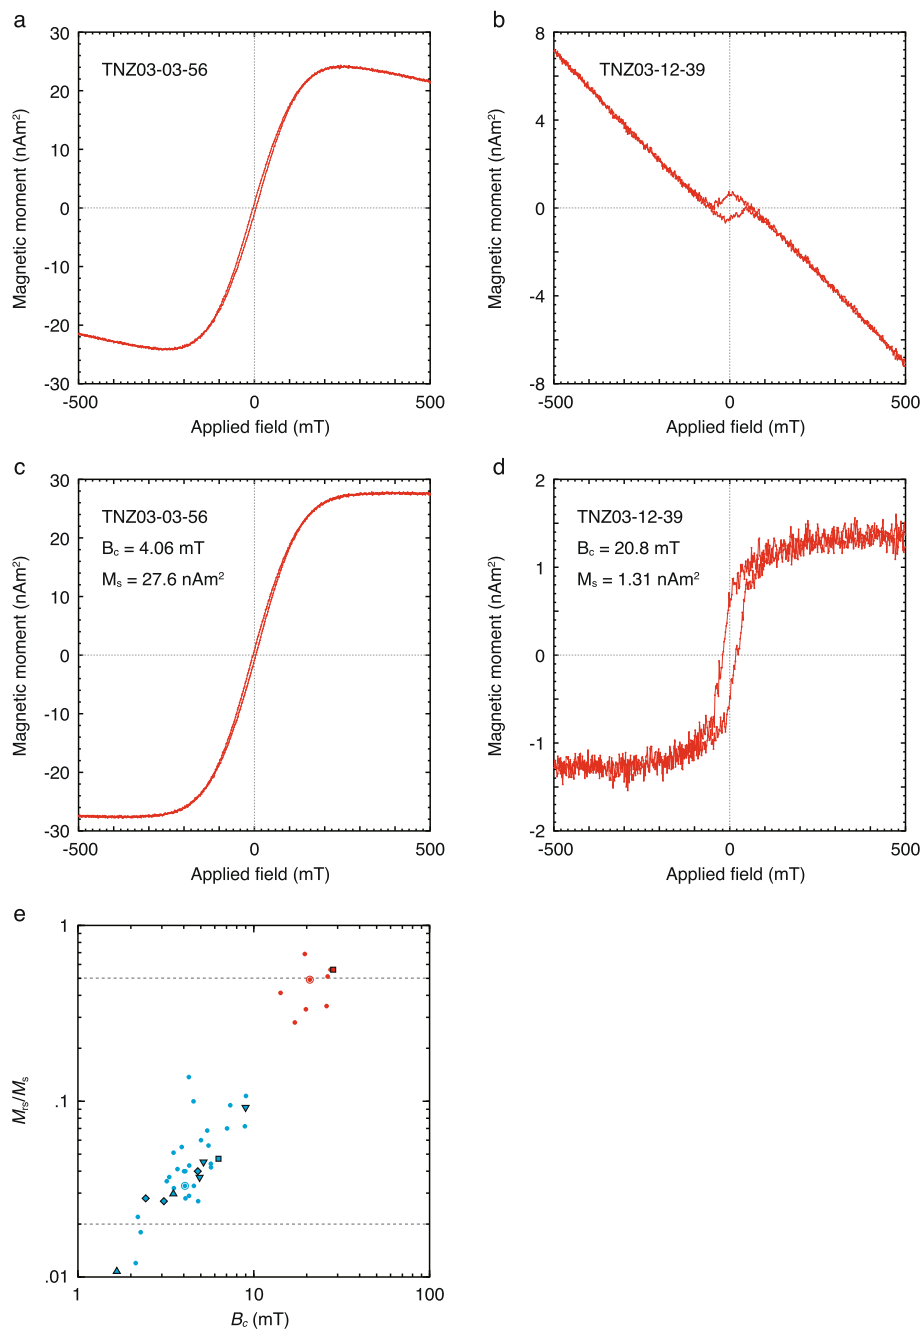 a
30
20
10
0
-10
-20
-30
-500
0
500
Magnetic moment (nAm²)
Applied field (mT)
TNZ03-03-56
b
8
4
0
-4
-8
-500
0
500
Magnetic moment (nAm²)
Applied field (mT)
TNZ03-12-39
c
30
20
10
0
-10
-20
-30
-500
0
500
Magnetic moment (nAm²)
Applied field (mT)
TNZ03-03-56
Bc = 4.06 mT
Ms = 27.6 nAm²
d
2
1
0
-1
-2
-500
0
500
Magnetic moment (nAm²)
Applied field (mT)
TNZ03-12-39
Bc = 20.8 mT
Ms = 1.31 nAm²
e
1
.1
.01
1
10
100
Mrs/Ms
Bc (mT)